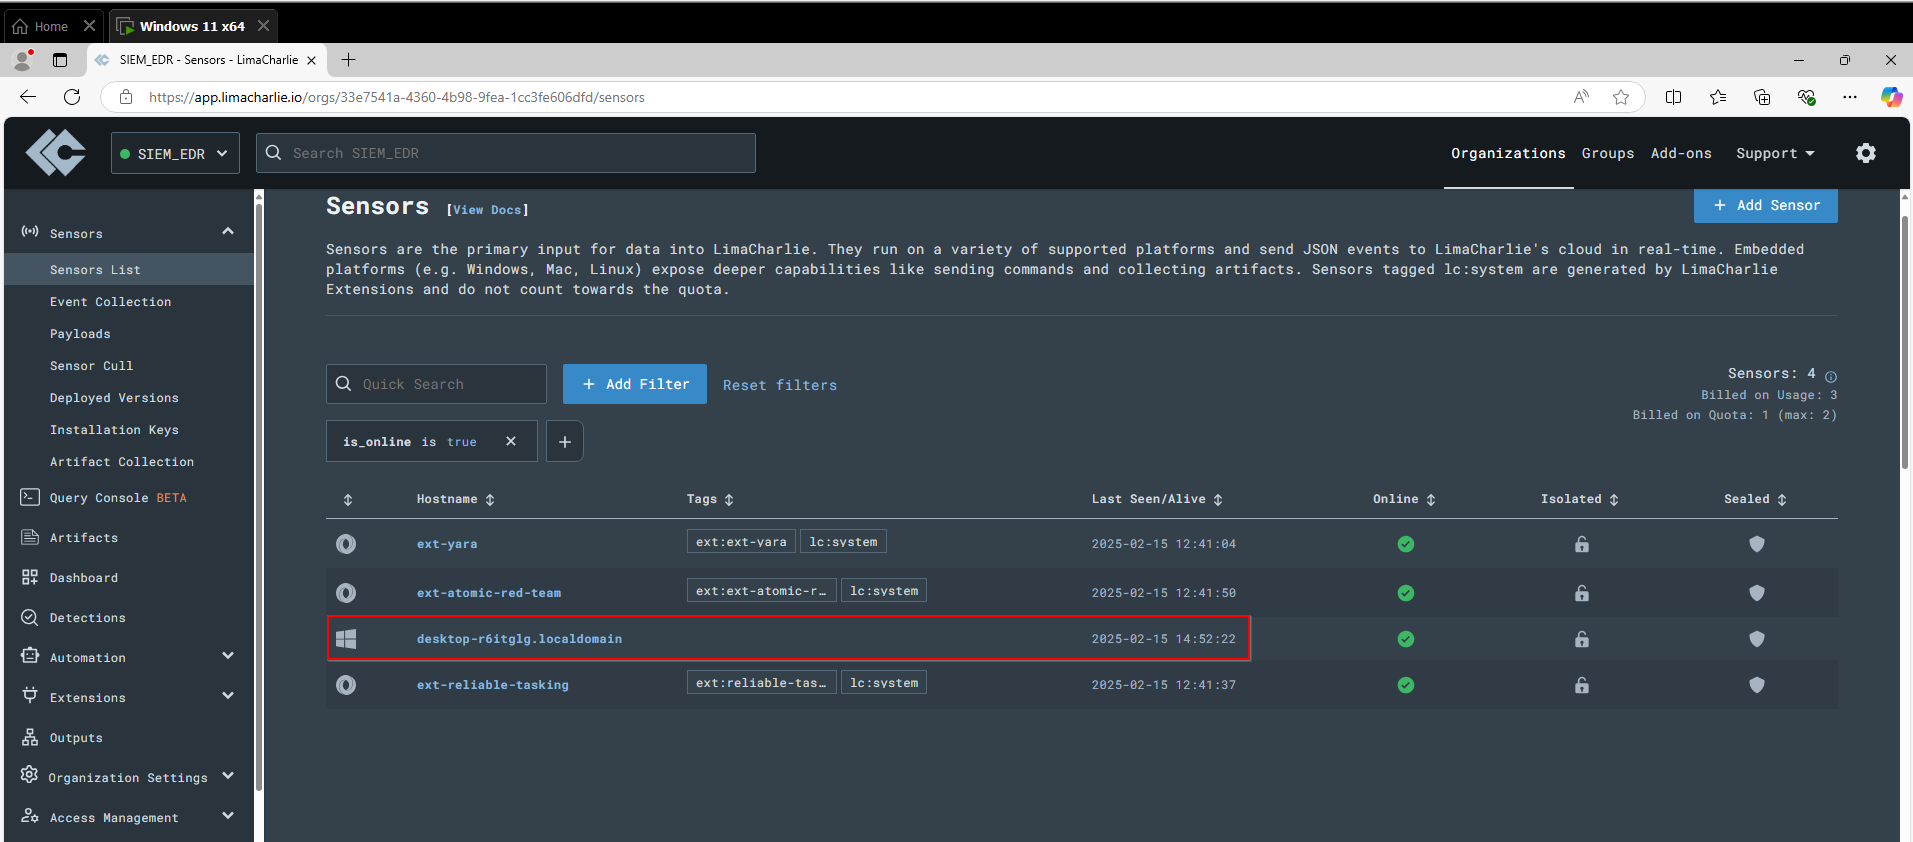 Home
Windows 11 x64
SIEM_EDR - Sensors - LimaCharlie
https://app.limacharlie.io/orgs/33e7541a-4360-4b98-9fea-1cc3fe606dfd/sensors
SIEM_EDR
Search SIEM_EDR
Organizations
Groups
Add-ons
Support
Sensors
Sensors List
Event Collection
Payloads
Sensor Cull
Deployed Versions
Installation Keys
Artifact Collection
Query Console BETA
Artifacts
Dashboard
Detections
Automation
Extensions
Outputs
Organization Settings
Access Management
Sensors [View Docs]
+ Add Sensor
Sensors are the primary input for data into LimaCharlie. They run on a variety of supported platforms and send JSON events to LimaCharlie's cloud in real-time. Embedded
platforms (e.g. Windows, Mac, Linux) expose deeper capabilities like sending commands and collecting artifacts. Sensors tagged lc:system are generated by LimaCharlie
Extensions and do not count towards the quota.
Quick Search
+ Add Filter
Reset filters
Sensors: 4
Billed on Usage: 3
Billed on Quota: 1 (max: 2)
is_online is true
Hostname Tags Last Seen/Alive Online Isolated Sealed
ext-yara ext:ext-yara lc:system 2025-02-15 12:41:04
ext-atomic-red-team ext:ext-atomic-r… lc:system 2025-02-15 12:41:50
desktop-r6itglg.localdomain 2025-02-15 14:52:22
ext-reliable-tasking ext:reliable-tas… lc:system 2025-02-15 12:41:37